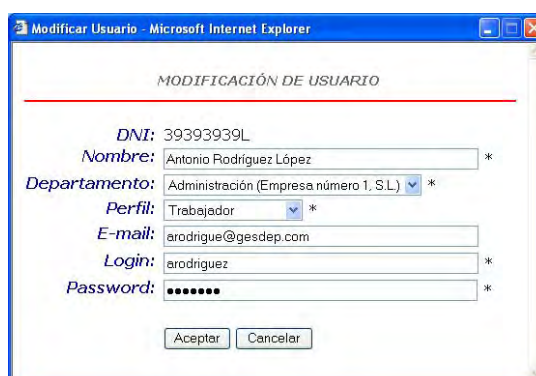 Modificar Usuario - Microsoft Internet Explorer
MODIFICACIÓN DE USUARIO
DNI: 39393939L
Nombre: Antonio Rodríguez López *
Departamento: Administración (Empresa número 1, S.L.) *
Perfil: Trabajador *
E-mail: arodrigue@gesdep.com
Login: arodriguez *
Password: ●●●●●●● *
Aceptar Cancelar